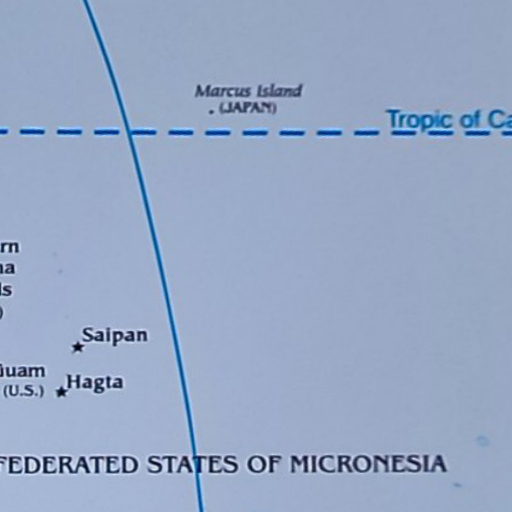 Marcus Island
(JAPAN)
Tropic of Ca
rn
na
ls
)
Saipan
uam
(U.S.)
Hagta
FEDERATED STATES OF MICRONESIA